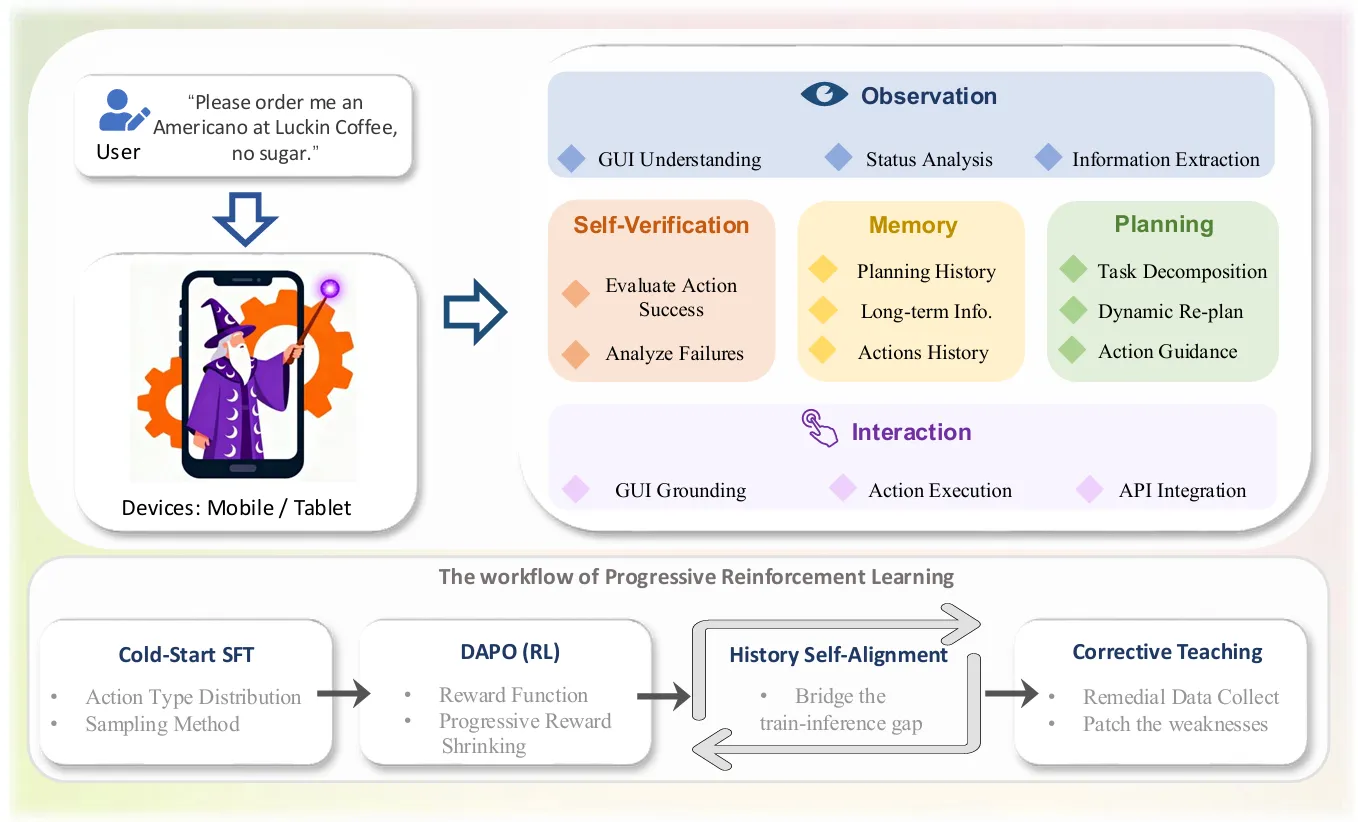 “Please order me an
Americano at Luckin Coffee,
no sugar.”
User
Devices: Mobile / Tablet
Observation
GUI Understanding
Status Analysis
Information Extraction
Self-Verification
Evaluate Action
Success
Analyze Failures
Memory
Planning History
Long-term Info.
Actions History
Planning
Task Decomposition
Dynamic Re-plan
Action Guidance
Interaction
GUI Grounding
Action Execution
API Integration
The workflow of Progressive Reinforcement Learning
Cold-Start SFT
• Action Type Distribution
• Sampling Method
DAPO (RL)
• Reward Function
• Progressive Reward
Shrinking
History Self-Alignment
• Bridge the
train-inference gap
Corrective Teaching
• Remedial Data Collect
• Patch the weaknesses